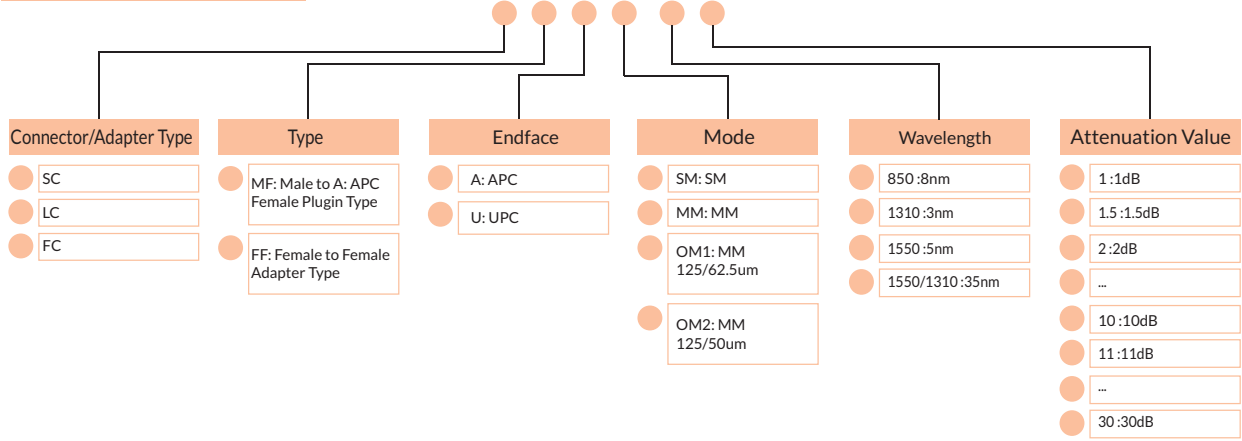 Connector/Adapter Type
SC
LC
FC
Type
MF: Male to A: APC
Female Plugin Type
FF: Female to Female
Adapter Type
Endface
A: APC
U: UPC
Mode
SM: SM
MM: MM
OM1: MM
125/62.5um
OM2: MM
125/50um
Wavelength
850 :8nm
1310 :3nm
1550 :5nm
1550/1310 :35nm
Attenuation Value
1 :1dB
1.5 :1.5dB
2 :2dB
...
10 :10dB
11 :11dB
...
30 :30dB